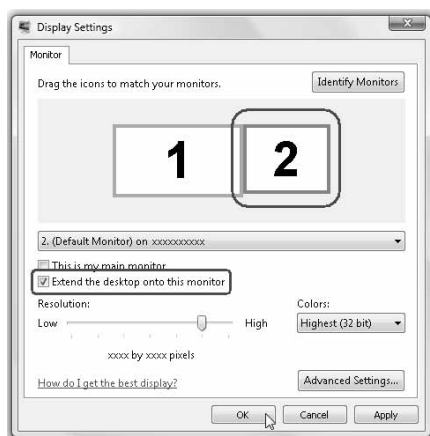 Display Settings
Monitor
Drag the icons to match your monitors.
Identify Monitors
1
2
2. (Default Monitor) on xxxxxxxxxx
This is my main monitor
Extend the desktop onto this monitor
Resolution:
Colors:
Low
High
Highest (32 bit)
xxxx by xxxx pixels
How do I get the best display?
Advanced Settings...
OK
Cancel
Apply